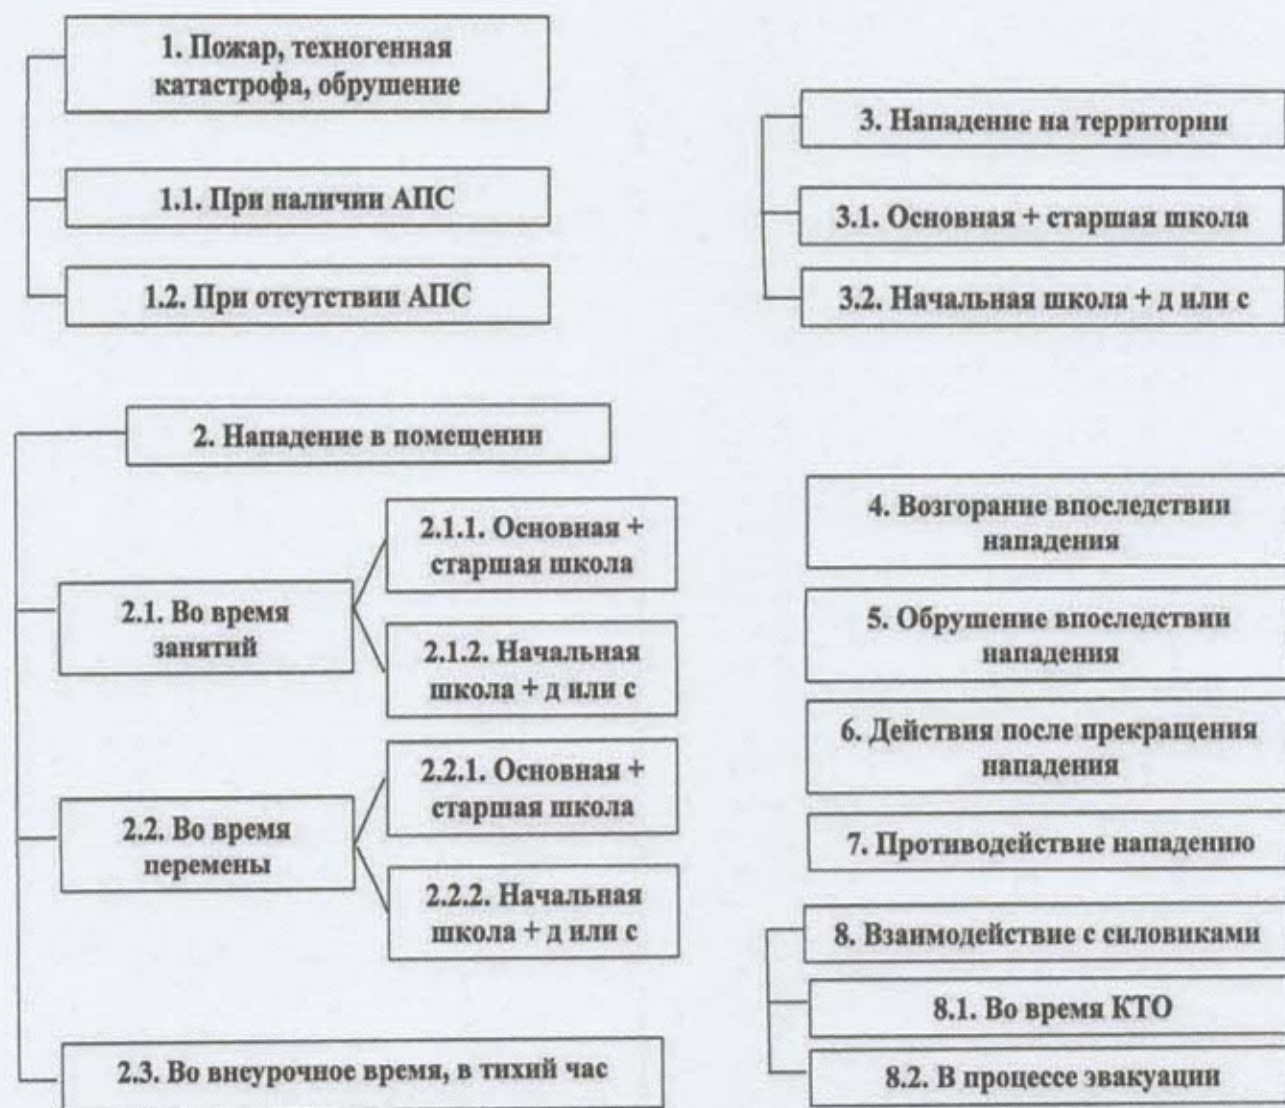 1. Пожар, техногенная
катастрофа, обрушение
1.1. При наличии АПС
1.2. При отсутствии АПС
2. Нападение в помещении
2.1. Во время
занятий
2.1.1. Основная +
старшая школа
2.1.2. Начальная
школа + д или с
2.2. Во время
перемены
2.2.1. Основная +
старшая школа
2.2.2. Начальная
школа + д или с
2.3. Во внеурочное время, в тихий час
3. Нападение на территории
3.1. Основная + старшая школа
3.2. Начальная школа + д или с
4. Возгорание впоследствии
нападения
5. Обрушение впоследствии
нападения
6. Действия после прекращения
нападения
7. Противодействие нападению
8. Взаимодействие с силовиками
8.1. Во время КТО
8.2. В процессе эвакуации